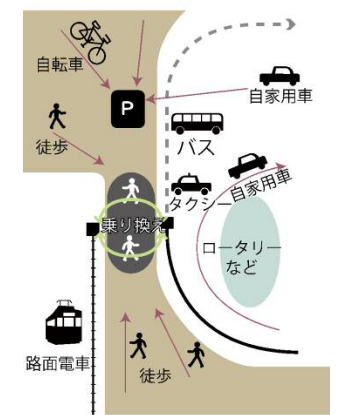 自転車
P
自家用車
徒歩
バス
自家用車
タクシー
乗り換え
ロータリー
など
路面電車
徒歩